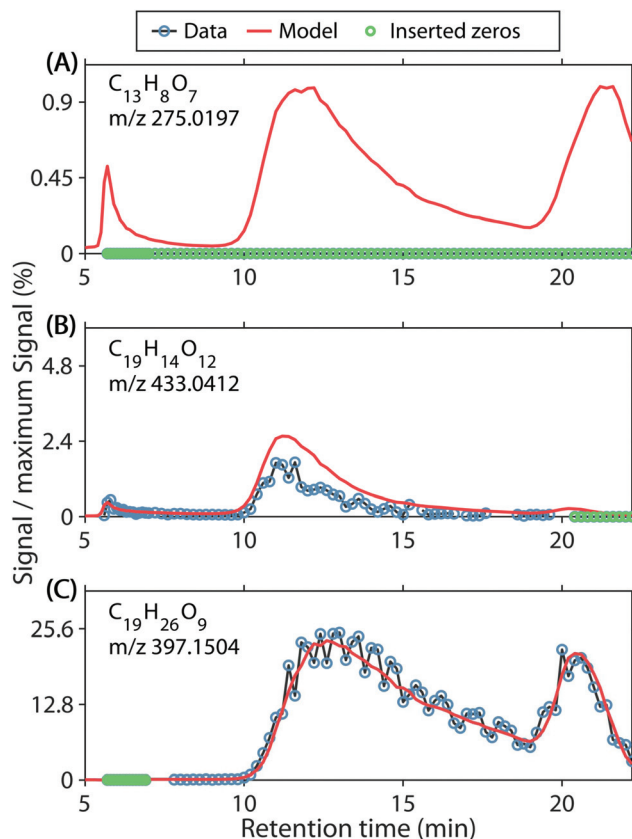 Data Model Inserted zeros
(A)
C13H8O7
m/z 275.0197
0.9
0.45
0
5 10 15 20
(B)
C19H14O12
m/z 433.0412
4.8
2.4
0
5 10 15 20
(C)
C19H26O9
m/z 397.1504
25.6
12.8
0
5 10 15 20
Signal / maximum Signal (%)
Retention time (min)